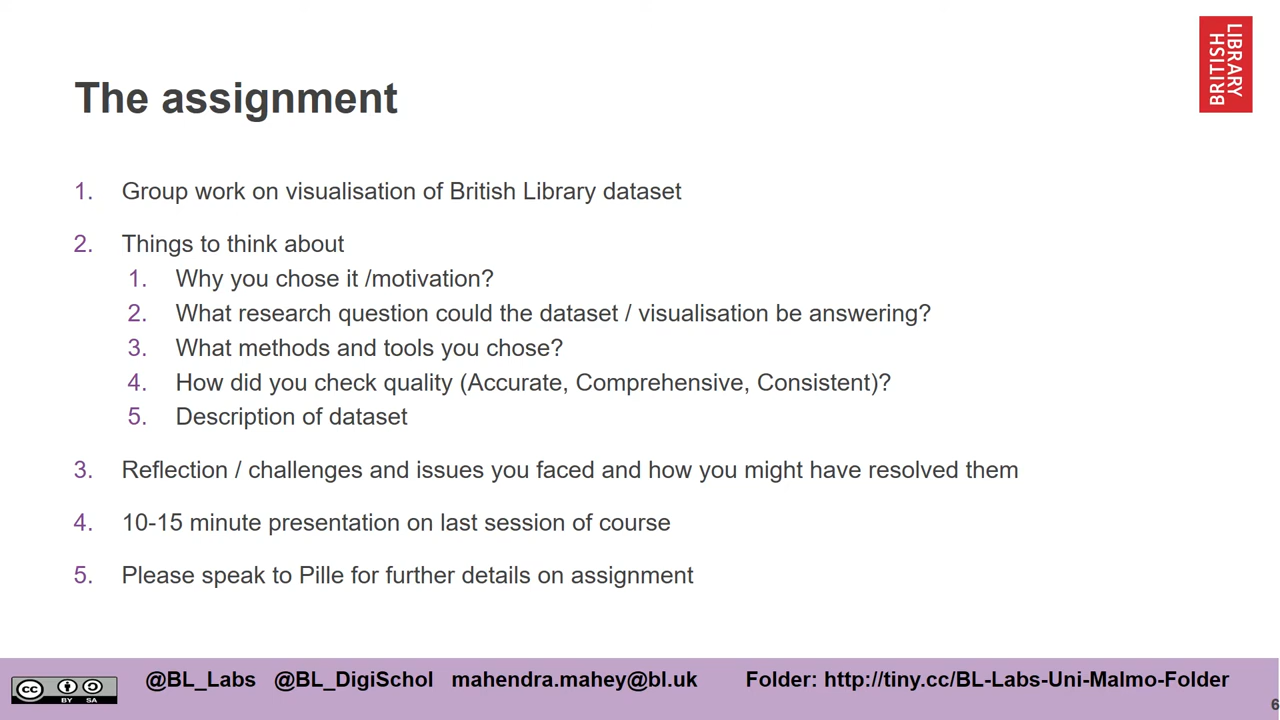 LIBRARY
BRITISH
The assignment
1. Group work on visualisation of British Library dataset
2. Things to think about
1. Why you chose it /motivation?
2. What research question could the dataset / visualisation be answering?
3. What methods and tools you chose?
4. How did you check quality (Accurate, Comprehensive, Consistent)?
5. Description of dataset
3. Reflection / challenges and issues you faced and how you might have resolved them
4. 10-15 minute presentation on last session of course
5. Please speak to Pille for further details on assignment
cc BY SA
@BL_Labs @BL_DigiSchol mahendra.mahey@bl.uk Folder: http://tiny.cc/BL-Labs-Uni-Malmo-Folder
6